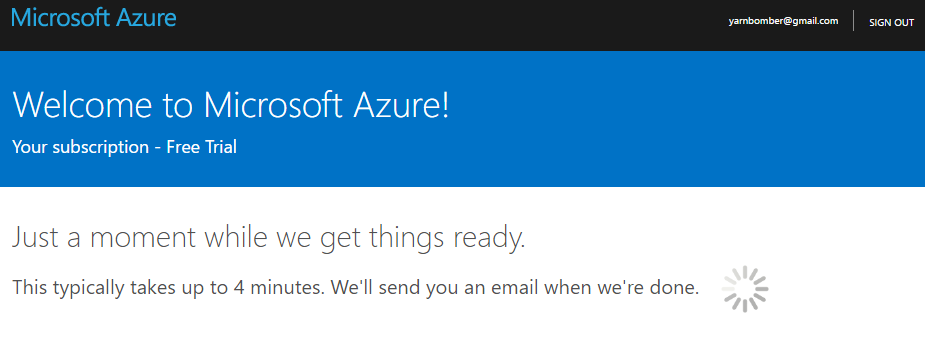 Microsoft Azure
yarnbomber@gmail.com
SIGN OUT
Welcome to Microsoft Azure!
Your subscription - Free Trial
Just a moment while we get things ready.
This typically takes up to 4 minutes. We'll send you an email when we're done.